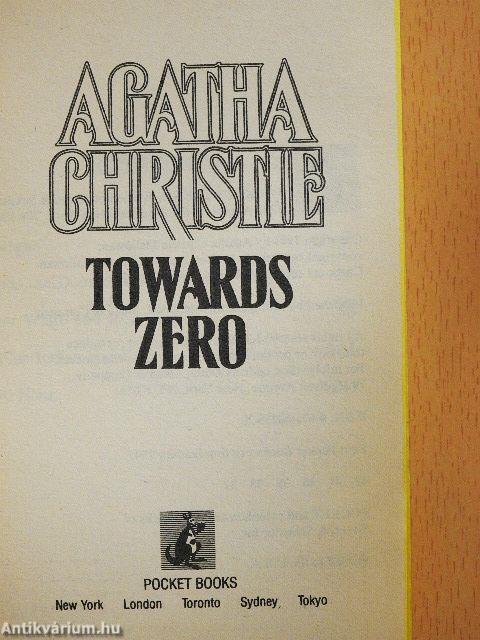 AGATHA
CHRISTIE
TOWARDS
ZERO
POCKET BOOKS
New York London Toronto Sydney Tokyo
Antikvárium.hu